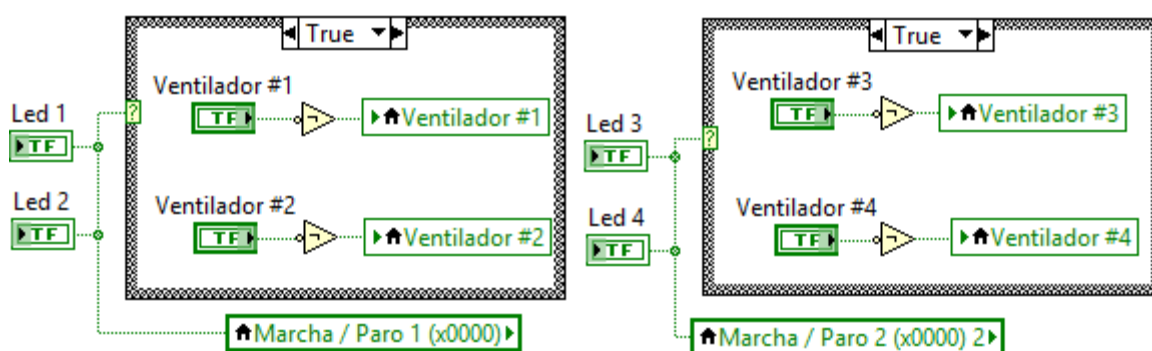 True
Ventilador #1
TF
Ventilador #1
Led 1
?
TF
Led 2
TF
Ventilador #2
TF
Ventilador #2
Marcha / Paro 1 (x0000)
True
Ventilador #3
TF
Ventilador #3
Led 3
?
TF
Led 4
TF
Ventilador #4
TF
Ventilador #4
Marcha / Paro 2 (x0000) 2